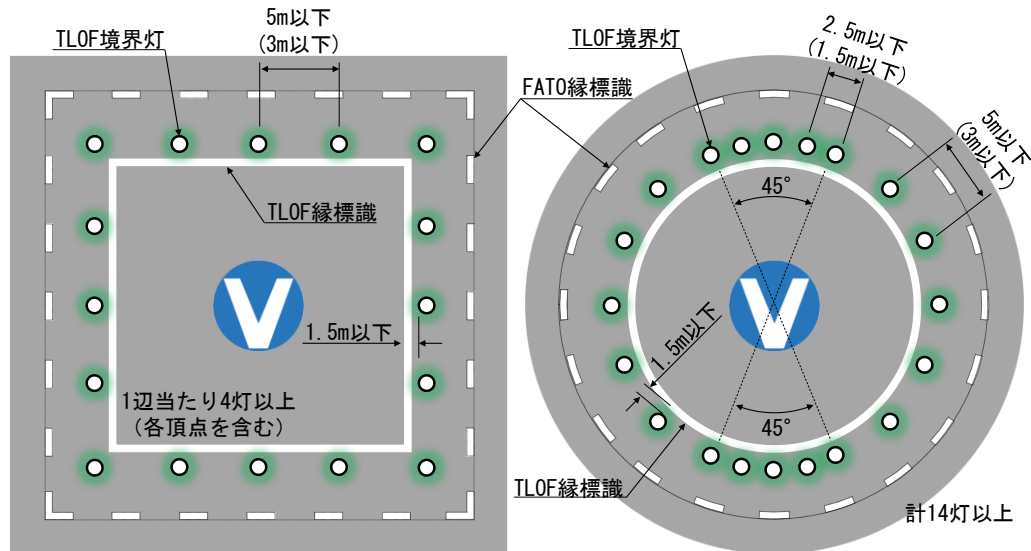 5m以下
(3m以下)
TLOF境界灯
TLOF縁標識
V
1.5m以下
1辺当たり4灯以上
(各頂点を含む)
FATO縁標識
TLOF境界灯
2.5m以下
(1.5m以下)
5m以下
(3m以下)
45°
V
1.5m以下
45°
TLOF縁標識
計14灯以上